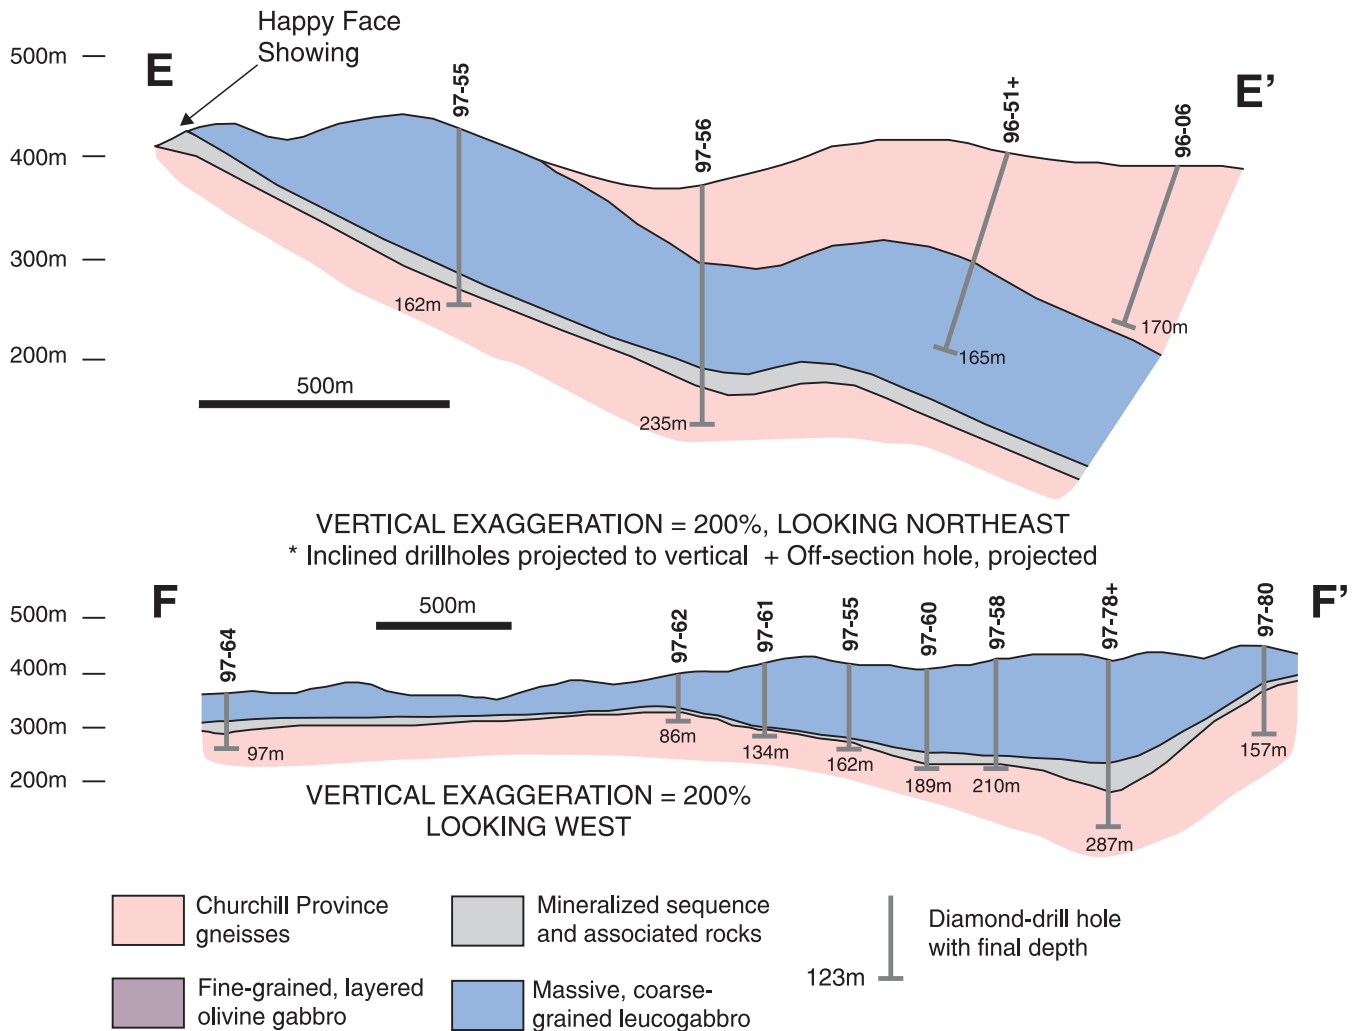 Happy Face
Showing
500m
E
97-55
97-56
96-51+
E'
96-06
400m
300m
200m
162m
235m
165m
170m
500m
VERTICAL EXAGGERATION = 200%, LOOKING NORTHEAST
* Inclined drillholes projected to vertical + Off-section hole, projected
F
500m
F'
500m
400m
300m
200m
97-64
97-62
97-61
97-55
97-60
97-58
97-78+
97-80
97m
86m
134m
162m
189m
210m
287m
157m
VERTICAL EXAGGERATION = 200%
LOOKING WEST
Churchill Province
gneisses
Mineralized sequence
and associated rocks
Diamond-drill hole
with final depth
123m
Fine-grained, layered
olivine gabbro
Massive, coarse-
grained leucogabbro